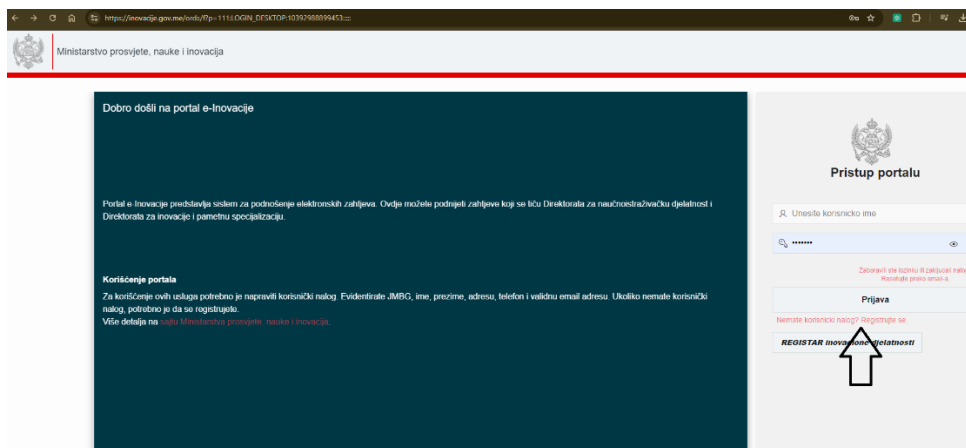 https://inovacije.gov.me/ords/f?p=111:LOGIN_DESKTOP:10392988899453:::::
Ministarstvo prosvjete, nauke i inovacija
Dobro došli na portal e-Inovacije
Portal e-Inovacije predstavlja sistem za podnošenje elektronskih zahtjeva. Ovdje možete podnijeti zahtjeve koji se tiču Direktorata za naučnoistraživačku djelatnost i
Direktorata za inovacije i pametnu specijalizaciju.
Korišćenje portala
Za korišćenje ovih usluga potrebno je napraviti korisnički nalog. Evidentirate JMBG, ime, prezime, adresu, telefon i validnu email adresu. Ukoliko nemate korisnički
nalog, potrebno je da se registrujete.
Više detalja na sajtu Ministarstva prosvjete, nauke i inovacija.
Pristup portalu
Unesite korisnicko ime
•••••••
Zaboravili ste lozinku ili zaključali nalog
Resetujte preko email-a
Prijava
Nemate korisnicki nalog? Registrujte se
REGISTAR inovacione djelatnosti